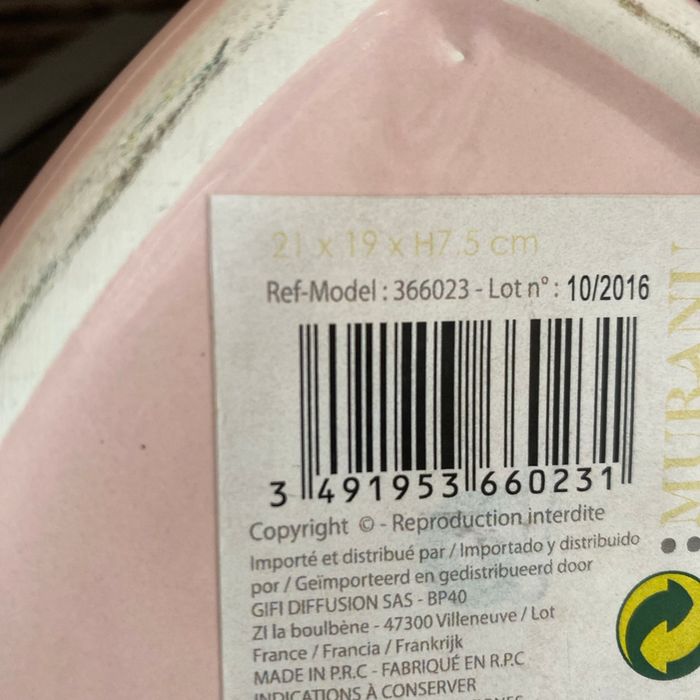 21 x 19 x H7.5 cm
Ref-Model : 366023 - Lot n° : 10/2016
3 491953 660231
Copyright © - Reproduction interdite
Importé et distribué par / Importado y distribuido
por / Geïmporteerd en gedistribueerd door
GIFI DIFFUSION SAS - BP40
ZI la boulbène - 47300 Villeneuve / Lot
France / Francia / Frankrijk
MADE IN P.R.C - FABRIQUÉ EN R.P.C
INDICATIONS À CONSERVER